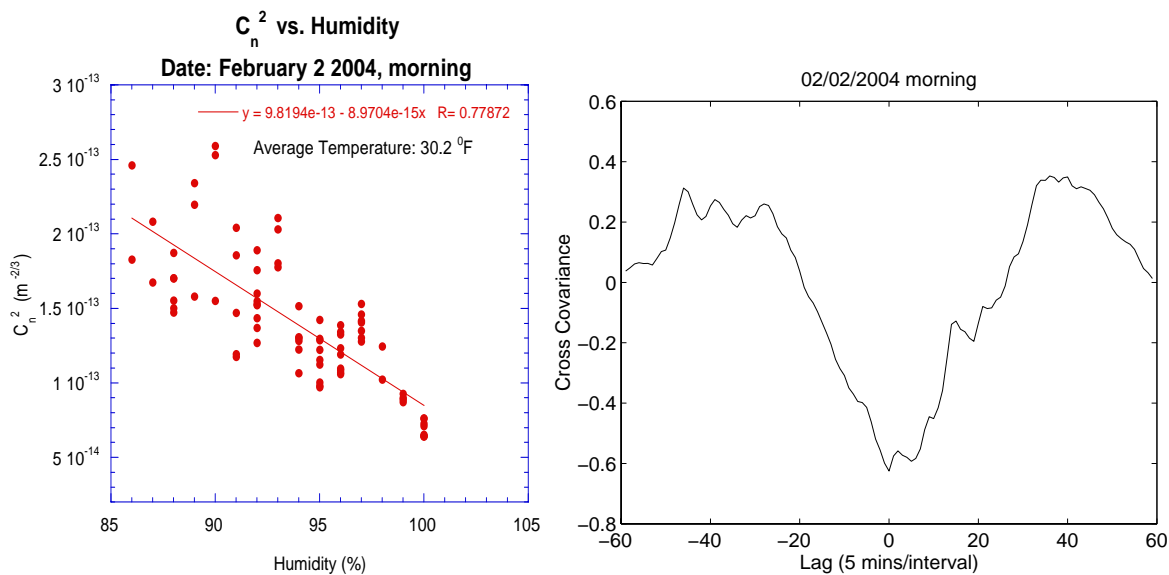 C_n^2 vs. Humidity
Date: February 2 2004, morning
y = 9.8194e-13 - 8.9704e-15x R= 0.77872
Average Temperature: 30.2 ⁰F
C_n^2 (m^-2/3)
3 10^-13
2.5 10^-13
2 10^-13
1.5 10^-13
1 10^-13
5 10^-14
85 90 95 100 105
Humidity (%)
02/02/2004 morning
Cross Covariance
0.6
0.4
0.2
0
−0.2
−0.4
−0.6
−0.8
−60 −40 −20 0 20 40 60
Lag (5 mins/interval)